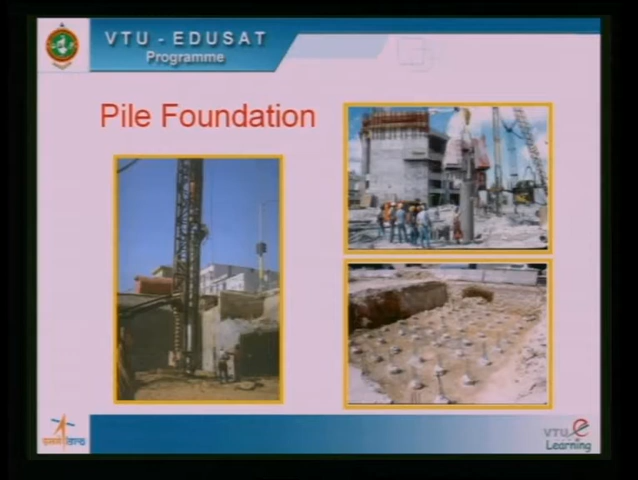 VTU - EDUSAT
Programme
Pile Foundation
VTU
e
Learning